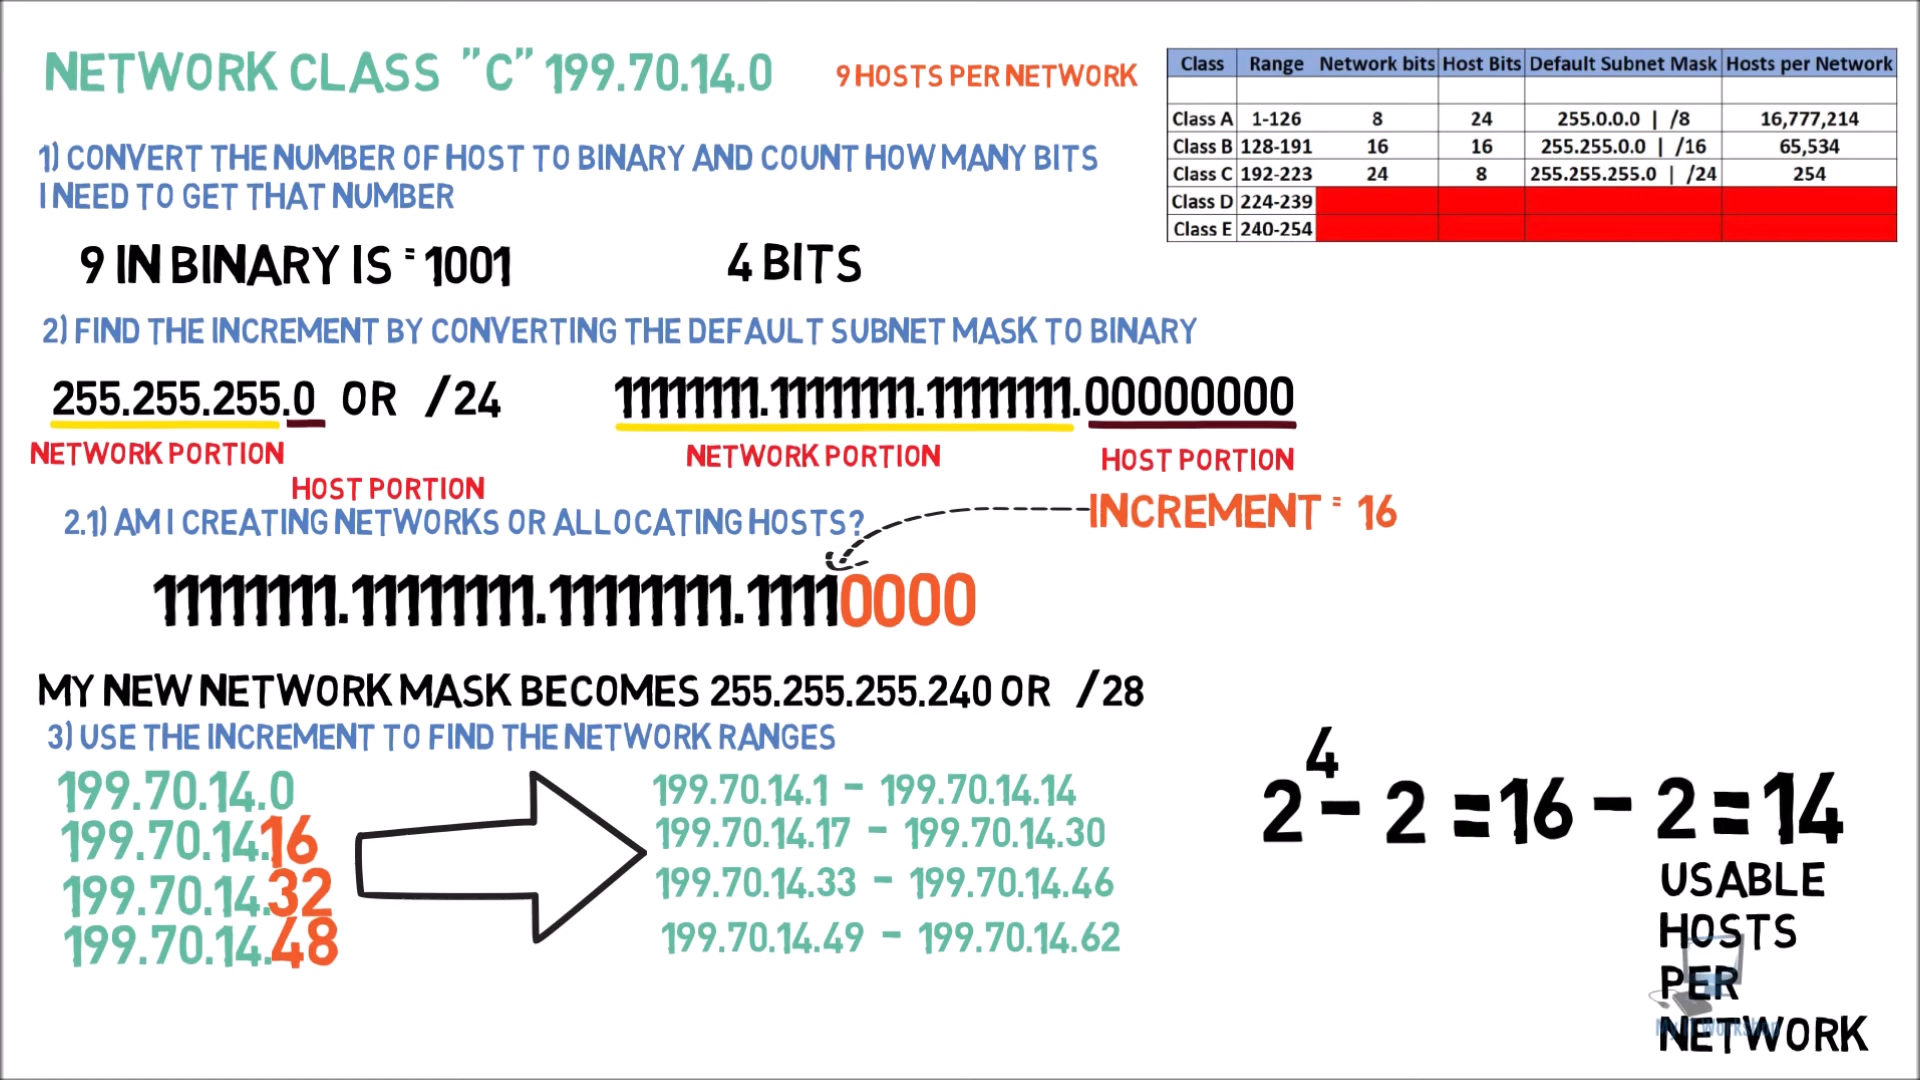 NETWORK CLASS "C" 199.70.14.0
9 HOSTS PER NETWORK
Class Range Network bits Host Bits Default Subnet Mask Hosts per Network
Class A 1-126 8 24 255.0.0.0 | /8 16,777,214
Class B 128-191 16 16 255.255.0.0 | /16 65,534
Class C 192-223 24 8 255.255.255.0 | /24 254
Class D 224-239
Class E 240-254
1) CONVERT THE NUMBER OF HOST TO BINARY AND COUNT HOW MANY BITS
I NEED TO GET THAT NUMBER
9 IN BINARY IS = 1001
4 BITS
2) FIND THE INCREMENT BY CONVERTING THE DEFAULT SUBNET MASK TO BINARY
255.255.255.0 OR /24
11111111.11111111.11111111.00000000
NETWORK PORTION
HOST PORTION
NETWORK PORTION
HOST PORTION
2.1) AM I CREATING NETWORKS OR ALLOCATING HOSTS?
INCREMENT = 16
11111111.11111111.11111111.11110000
MY NEW NETWORK MASK BECOMES 255.255.255.240 OR /28
3) USE THE INCREMENT TO FIND THE NETWORK RANGES
199.70.14.0
199.70.14.16
199.70.14.32
199.70.14.48
199.70.14.1 - 199.70.14.14
199.70.14.17 - 199.70.14.30
199.70.14.33 - 199.70.14.46
199.70.14.49 - 199.70.14.62
2⁴ - 2 = 16 - 2 = 14
USABLE
HOSTS
PER
NETWORK